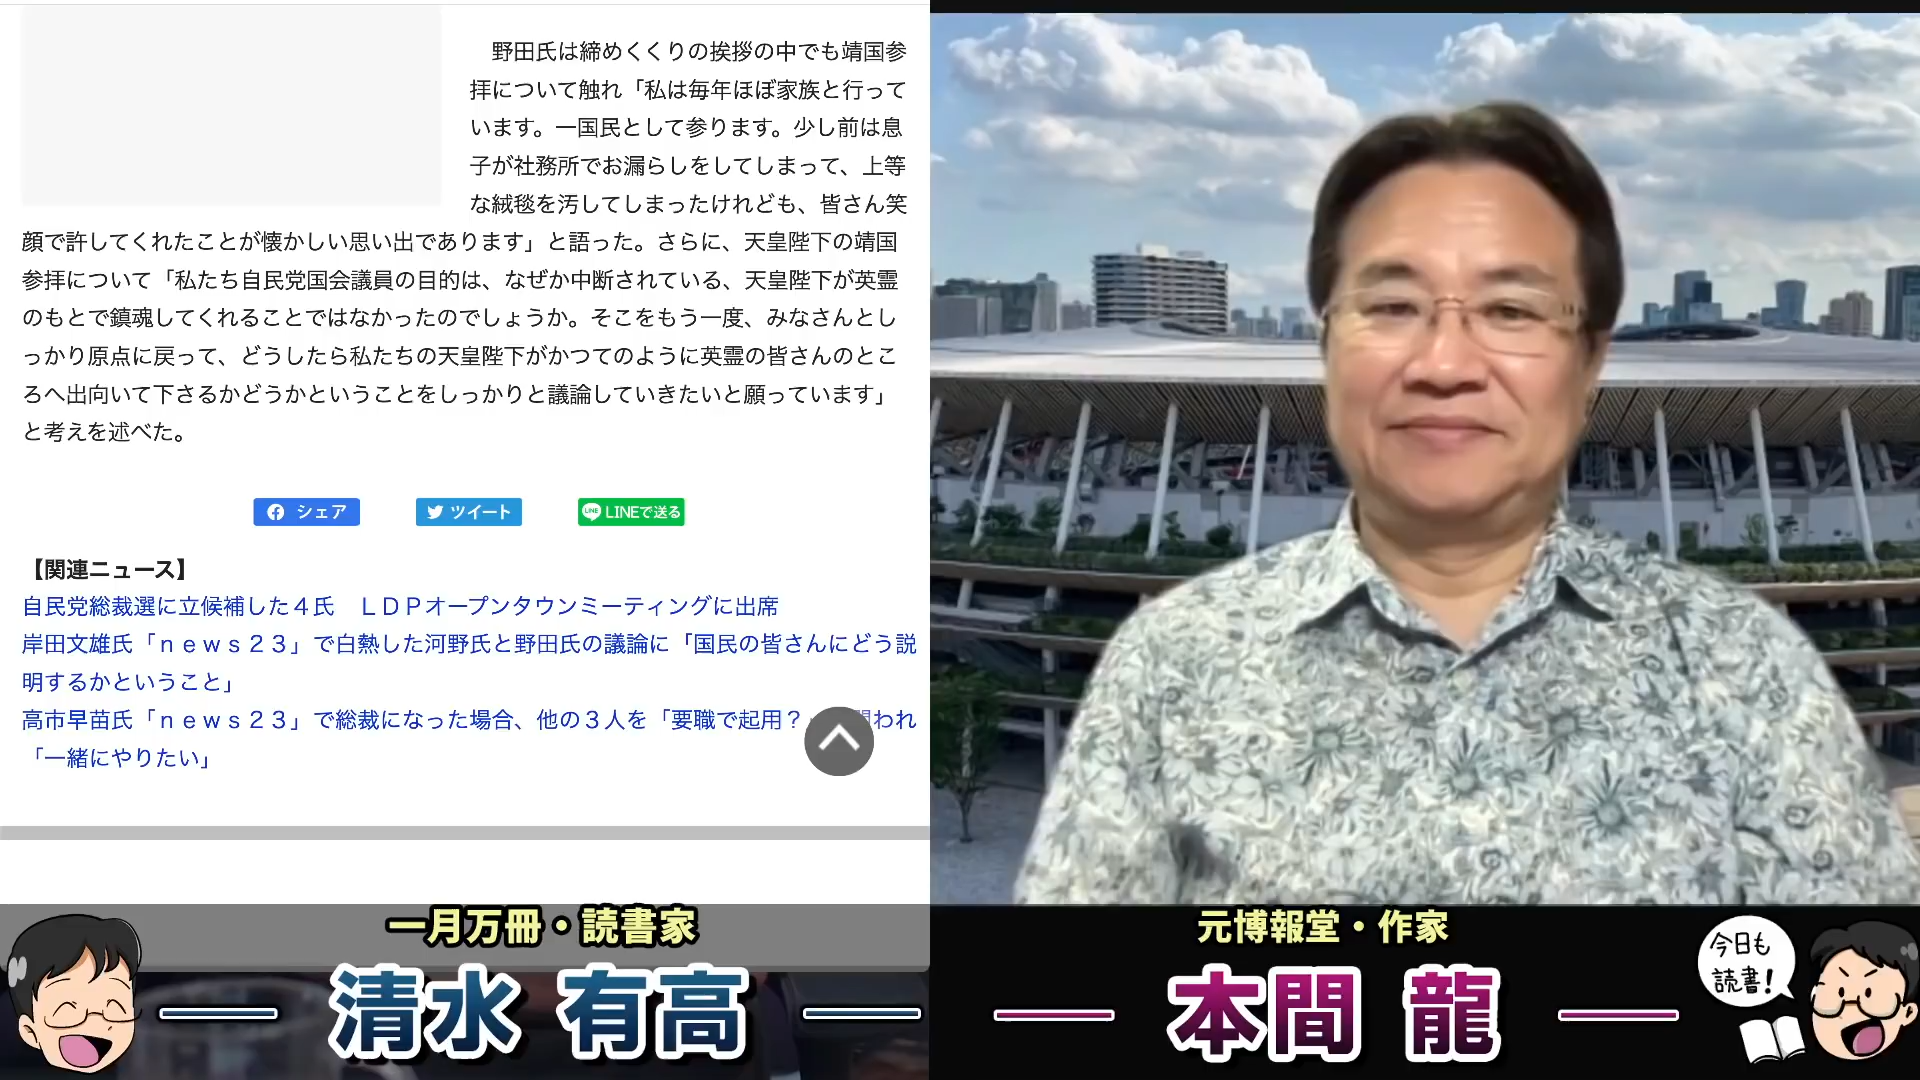 野田氏は締めくくりの挨拶の中でも靖国参
拝について触れ「私は毎年ほぼ家族と行って
います。一国民として参ります。少し前は息
子が社務所でお漏らしをしてしまって、上等
な絨毯を汚してしまったけれども、皆さん笑
顔で許してくれたことが懐かしい思い出であります」と語った。さらに、天皇陛下の靖国
参拝について「私たち自民党国会議員の目的は、なぜか中断されている、天皇陛下が英霊
のもとで鎮魂してくれることではなかったのでしょうか。そこをもう一度、みなさんとし
っかり原点に戻って、どうしたら私たちの天皇陛下がかつてのように英霊の皆さんのとこ
ろへ出向いて下さるかどうかということをしっかりと議論していきたいと願っています」
と考えを述べた。
シェア
ツイート
LINEで送る
【関連ニュース】
自民党総裁選に立候補した４氏　ＬＤＰオープンタウンミーティングに出席
岸田文雄氏「ｎｅｗｓ２３」で白熱した河野氏と野田氏の議論に「国民の皆さんにどう説
明するかということ」
高市早苗氏「ｎｅｗｓ２３」で総裁になった場合、他の３人を「要職で起用？ 問われ
「一緒にやりたい」
一月万冊・読書家
清水 有高
元博報堂・作家
本間 龍
今日も
読書！